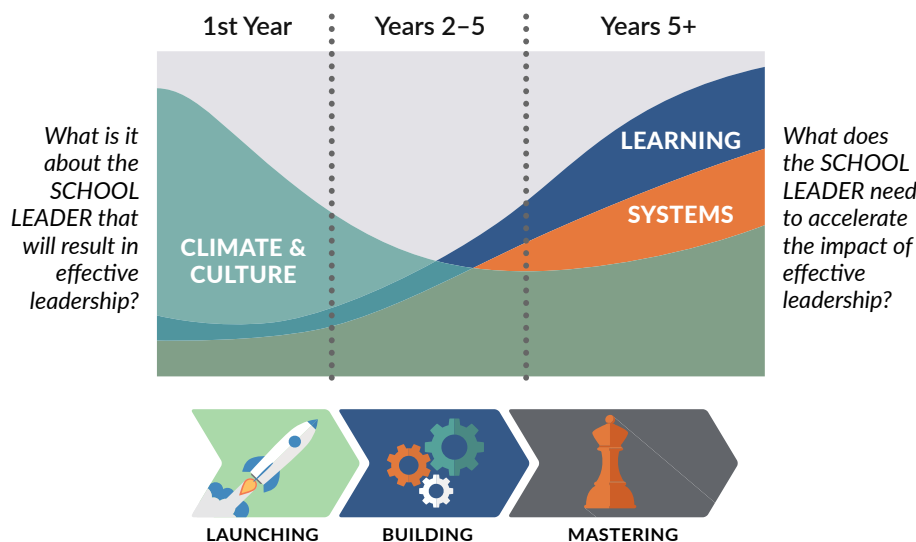 1st Year
Years 2–5
Years 5+
What is it
about the
SCHOOL
LEADER that
will result in
effective
leadership?
CLIMATE &
CULTURE
LEARNING
SYSTEMS
What does
the SCHOOL
LEADER need
to accelerate
the impact of
effective
leadership?
LAUNCHING
BUILDING
MASTERING